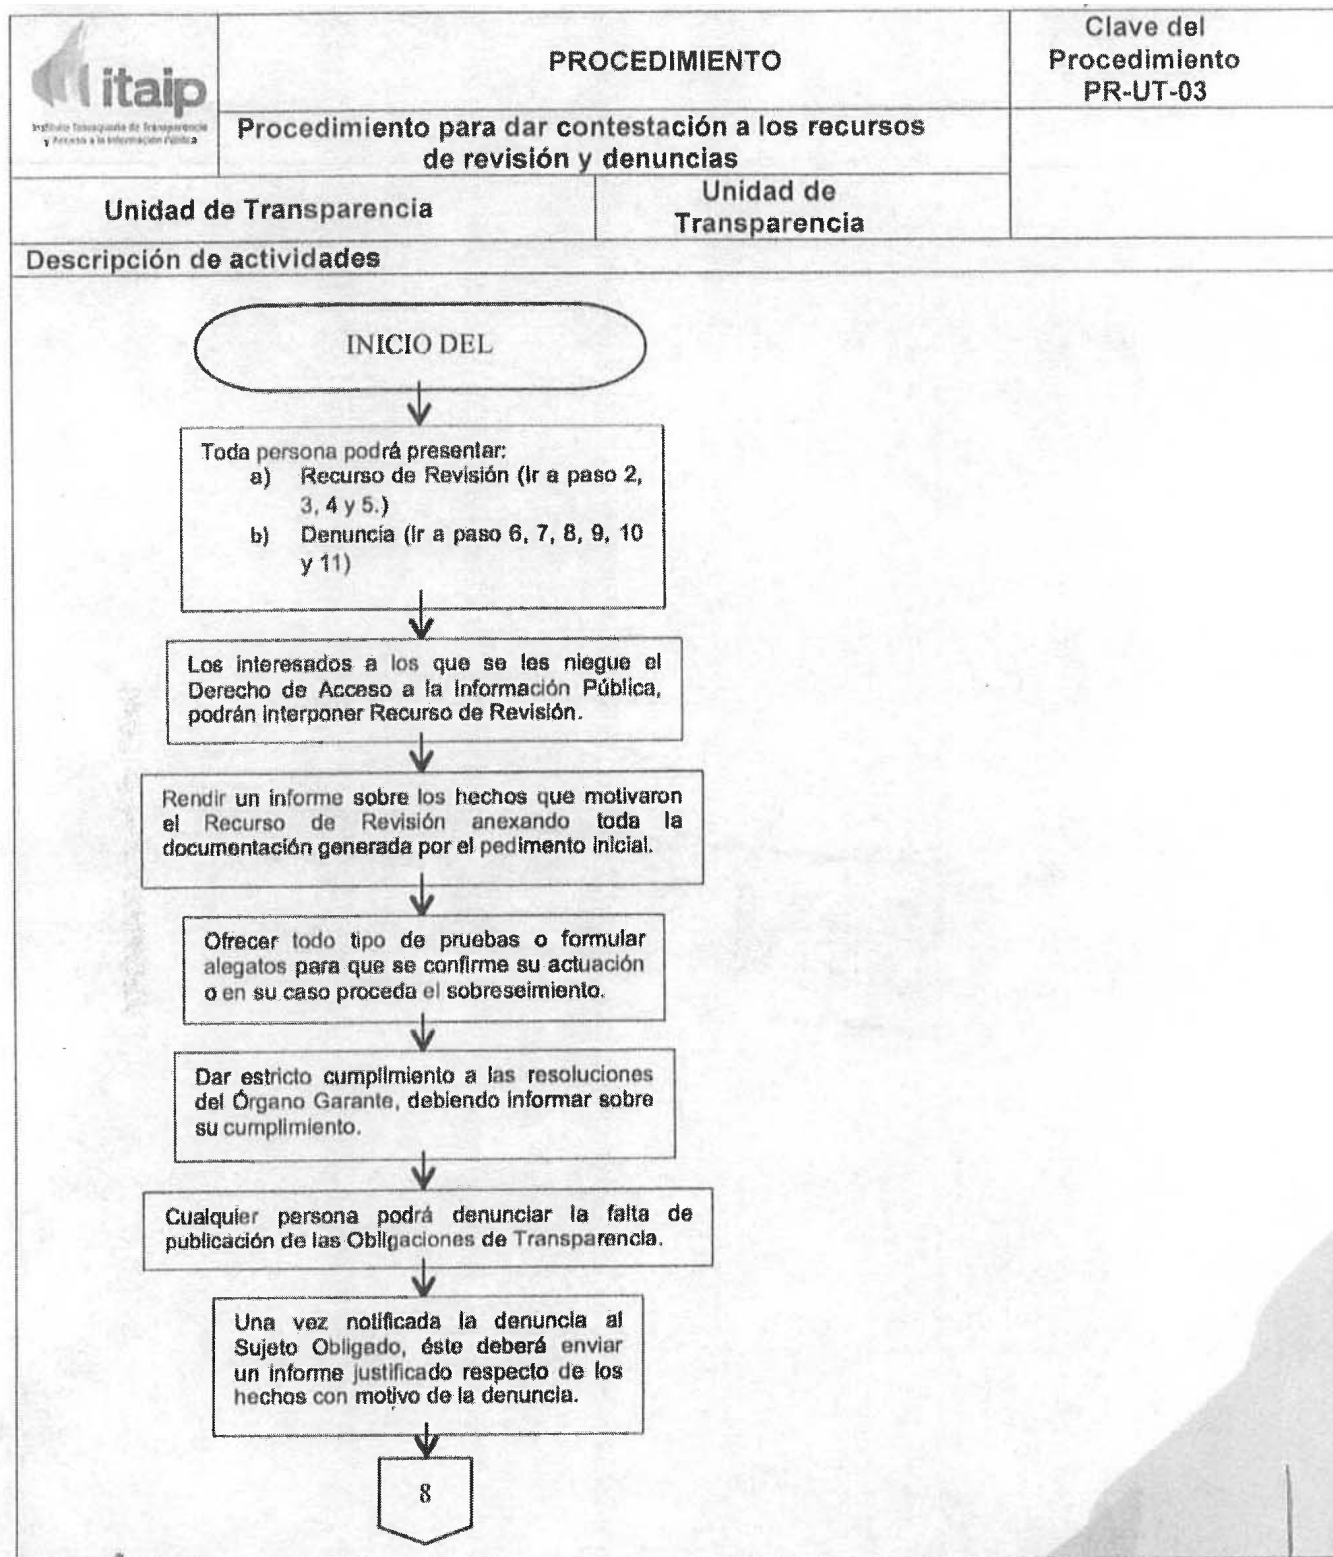 itaip
Instituto Tabasqueño de Transparencia
y Acceso a la Información Pública
PROCEDIMIENTO
Clave del
Procedimiento
PR-UT-03
Procedimiento para dar contestación a los recursos
de revisión y denuncias
Unidad de Transparencia
Unidad de
Transparencia
Descripción de actividades
INICIO DEL
Toda persona podrá presentar:
a) Recurso de Revisión (Ir a paso 2,
3, 4 y 5.)
b) Denuncia (Ir a paso 6, 7, 8, 9, 10
y 11)
Los interesados a los que se les niegue el
Derecho de Acceso a la Información Pública,
podrán interponer Recurso de Revisión.
Rendir un informe sobre los hechos que motivaron
el Recurso de Revisión anexando toda la
documentación generada por el pedimento inicial.
Ofrecer todo tipo de pruebas o formular
alegatos para que se confirme su actuación
o en su caso proceda el sobreseimiento.
Dar estricto cumplimiento a las resoluciones
del Órgano Garante, debiendo informar sobre
su cumplimiento.
Cualquier persona podrá denunciar la falta de
publicación de las Obligaciones de Transparencia.
Una vez notificada la denuncia al
Sujeto Obligado, éste deberá enviar
un informe justificado respecto de los
hechos con motivo de la denuncia.
8